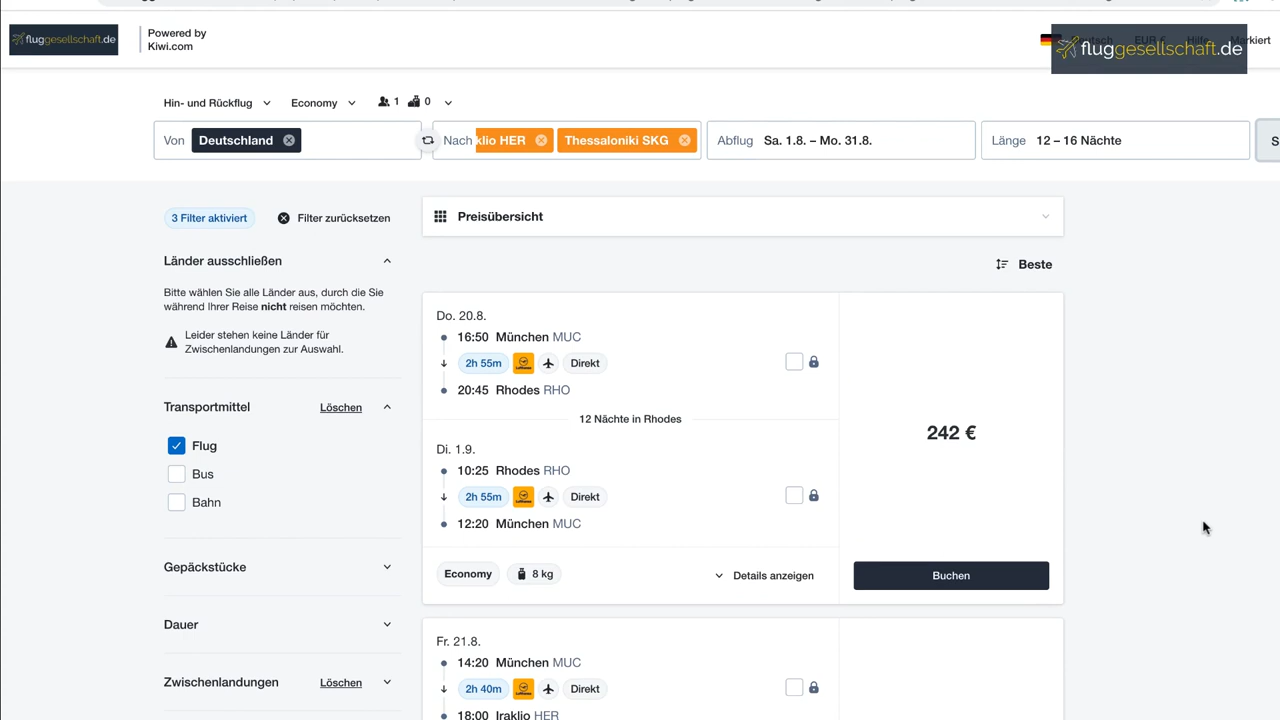 fluggesellschaft.de
Powered by
Kiwi.com
fluggesellschaft.de
Markiert
Hin- und Rückflug
Economy
1
0
Von
Deutschland
Nach
klio HER
Thessaloniki SKG
Abflug
Sa. 1.8. – Mo. 31.8.
Länge
12 – 16 Nächte
S
3 Filter aktiviert
Filter zurücksetzen
Preisübersicht
Länder ausschließen
Beste
Bitte wählen Sie alle Länder aus, durch die Sie
während Ihrer Reise nicht reisen möchten.
Leider stehen keine Länder für
Zwischenlandungen zur Auswahl.
Transportmittel
Löschen
Flug
Bus
Bahn
Gepäckstücke
Dauer
Zwischenlandungen
Löschen
Do. 20.8.
16:50 München MUC
2h 55m
Direkt
20:45 Rhodes RHO
12 Nächte in Rhodes
Di. 1.9.
10:25 Rhodes RHO
2h 55m
Direkt
12:20 München MUC
Economy
8 kg
Details anzeigen
242 €
Buchen
Fr. 21.8.
14:20 München MUC
2h 40m
Direkt
18:00 Iraklio HER